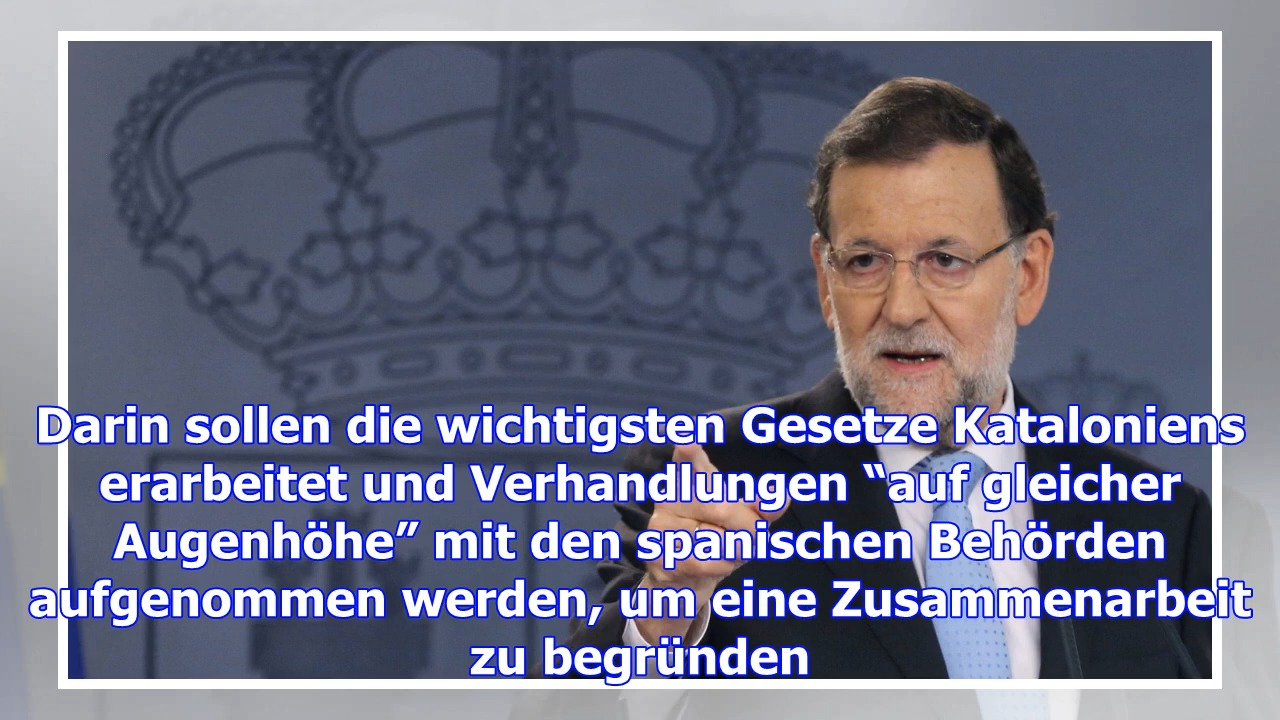 Darin sollen die wichtigsten Gesetze Kataloniens
erarbeitet und Verhandlungen “auf gleicher
Augenhöhe” mit den spanischen Behörden
aufgenommen werden, um eine Zusammenarbeit
zu begründen